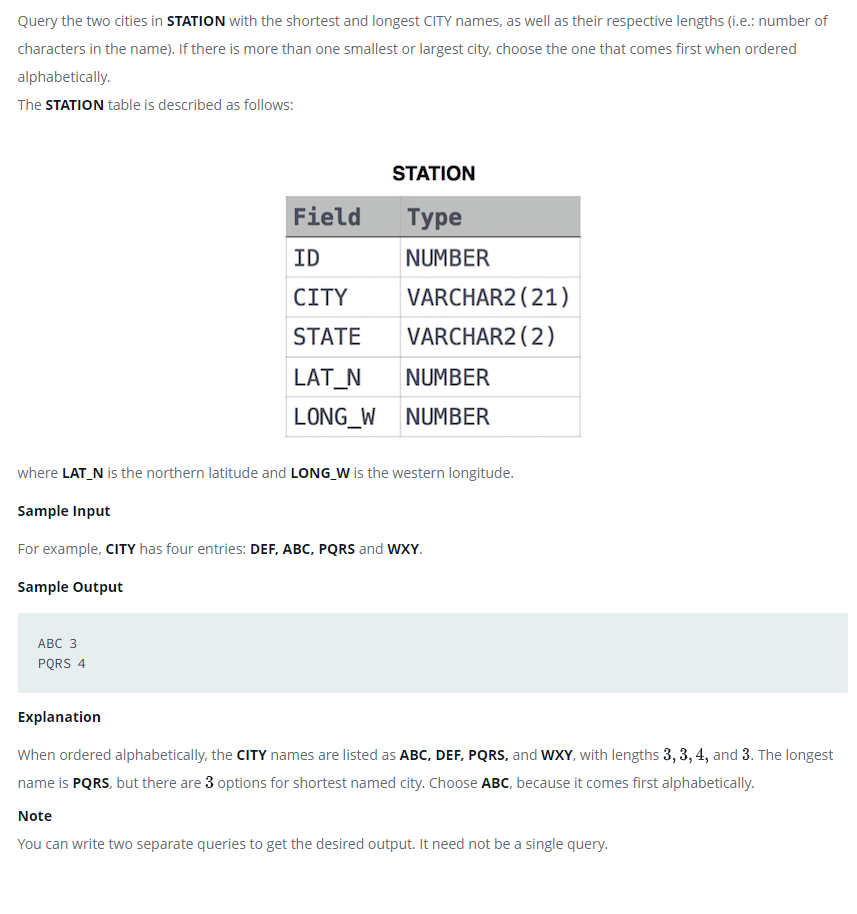 Query the two cities in STATION with the shortest and longest CITY names, as well as their respective lengths (i.e.: number of
characters in the name). If there is more than one smallest or largest city, choose the one that comes first when ordered
alphabetically.
The STATION table is described as follows:
STATION
Field Type
ID NUMBER
CITY VARCHAR2(21)
STATE VARCHAR2(2)
LAT_N NUMBER
LONG_W NUMBER
where LAT_N is the northern latitude and LONG_W is the western longitude.
Sample Input
For example, CITY has four entries: DEF, ABC, PQRS and WXY.
Sample Output
ABC 3
PQRS 4
Explanation
When ordered alphabetically, the CITY names are listed as ABC, DEF, PQRS, and WXY, with lengths 3, 3, 4, and 3. The longest
name is PQRS, but there are 3 options for shortest named city. Choose ABC, because it comes first alphabetically.
Note
You can write two separate queries to get the desired output. It need not be a single query.